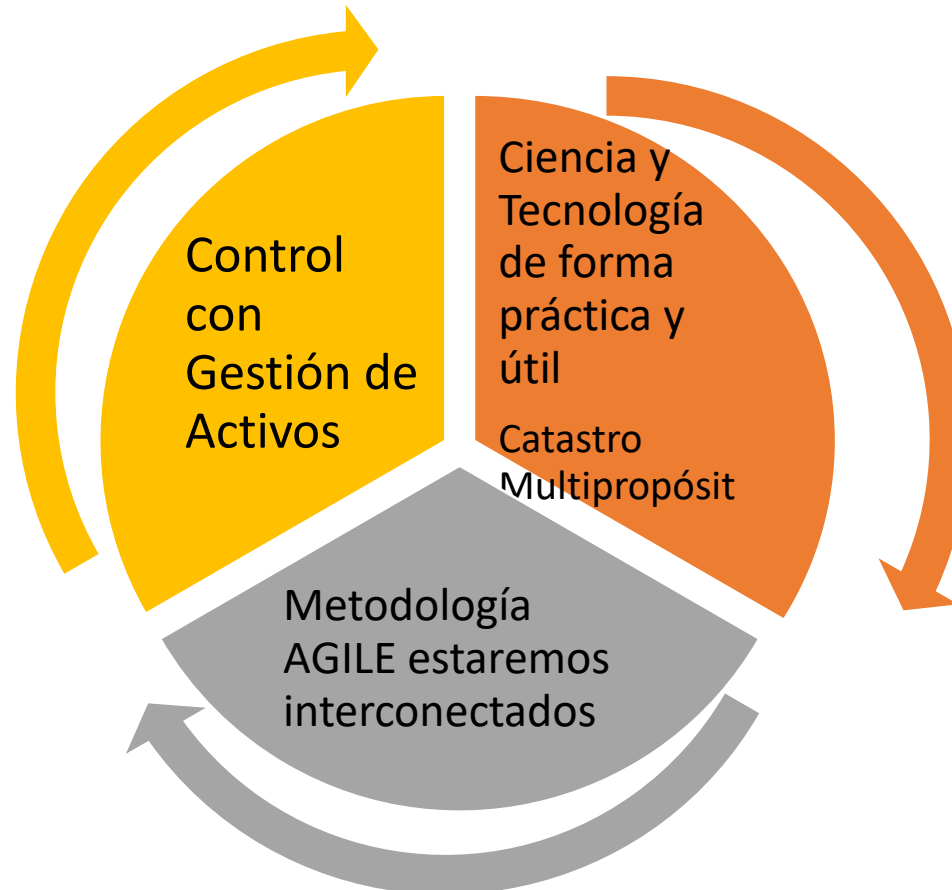 Control
con
Gestión de
Activos
Ciencia y
Tecnología
de forma
práctica y
útil
Catastro
Multipropósit
Metodología
AGILE estaremos
interconectados